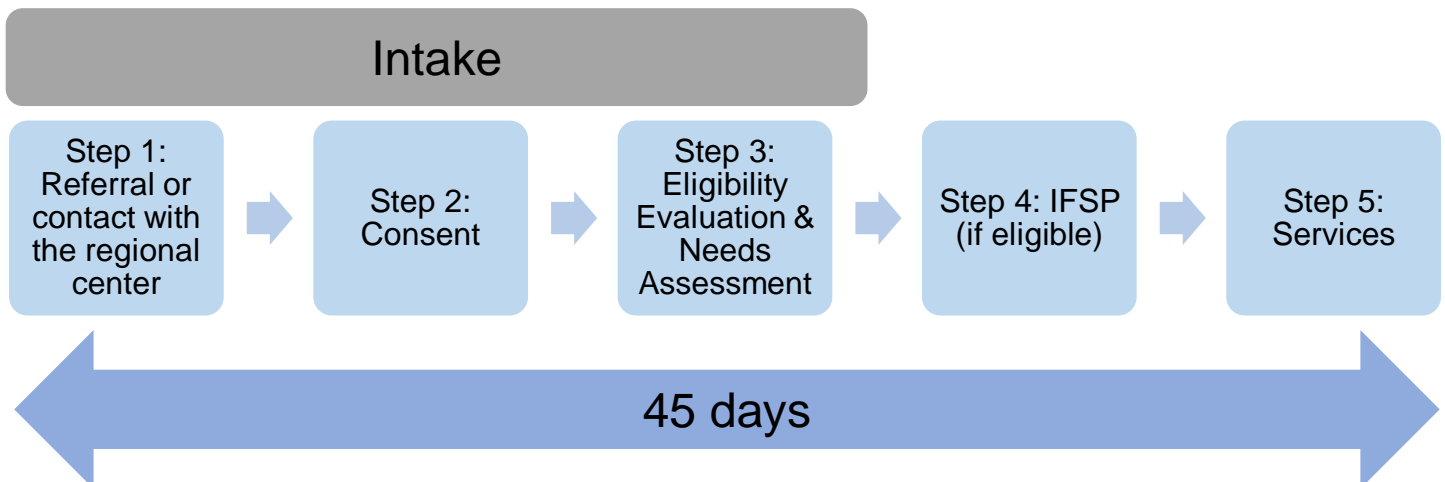 Intake
Step 1:
Referral or
contact with
the regional
center
Step 2:
Consent
Step 3:
Eligibility
Evaluation &
Needs
Assessment
Step 4: IFSP
(if eligible)
Step 5:
Services
45 days